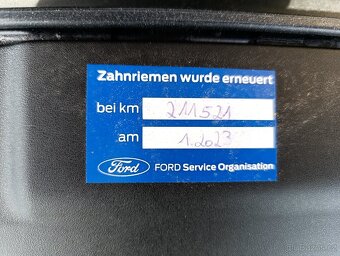 Zahnriemen wurde erneuert
bei km 211521
am 1.2023
Ford FORD Service Organisation